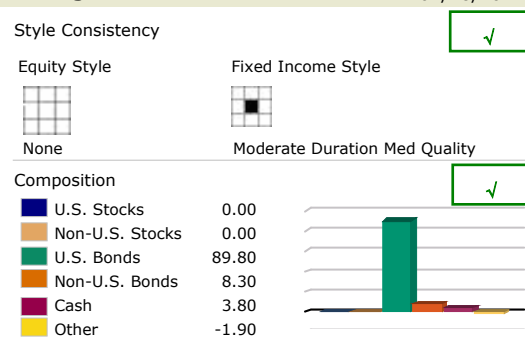 Style Consistency √
Equity Style Fixed Income Style
None Moderate Duration Med Quality
Composition √
U.S. Stocks 0.00
Non-U.S. Stocks 0.00
U.S. Bonds 89.80
Non-U.S. Bonds 8.30
Cash 3.80
Other -1.90